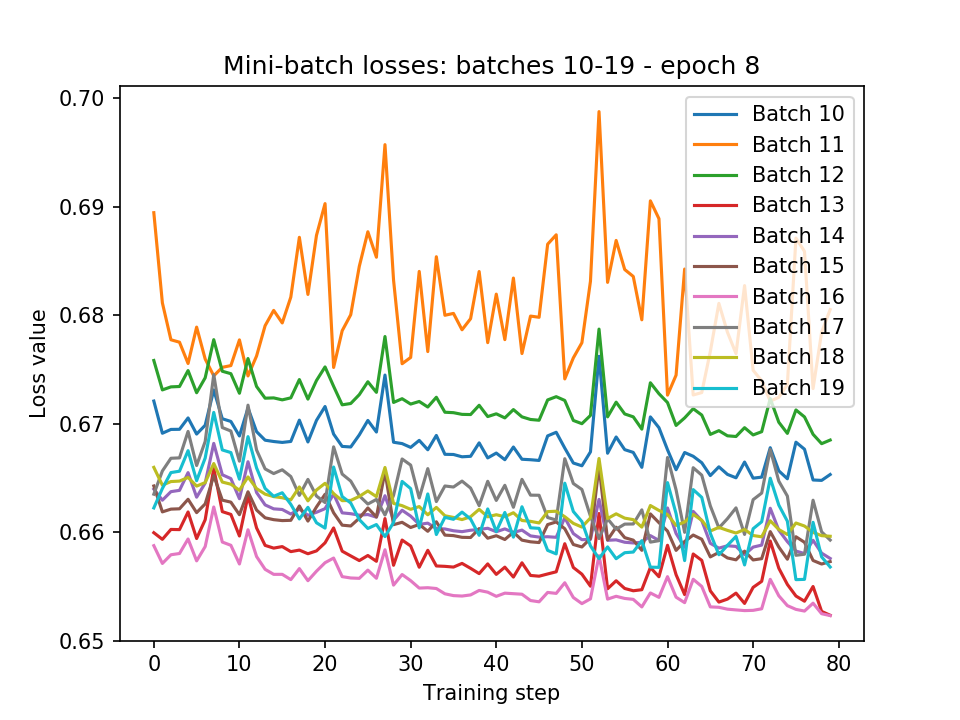 Mini-batch losses: batches 10-19 - epoch 8
0.70
0.69
0.68
0.67
0.66
0.65
Loss value
0
10
20
30
40
50
60
70
80
Training step
Batch 10
Batch 11
Batch 12
Batch 13
Batch 14
Batch 15
Batch 16
Batch 17
Batch 18
Batch 19